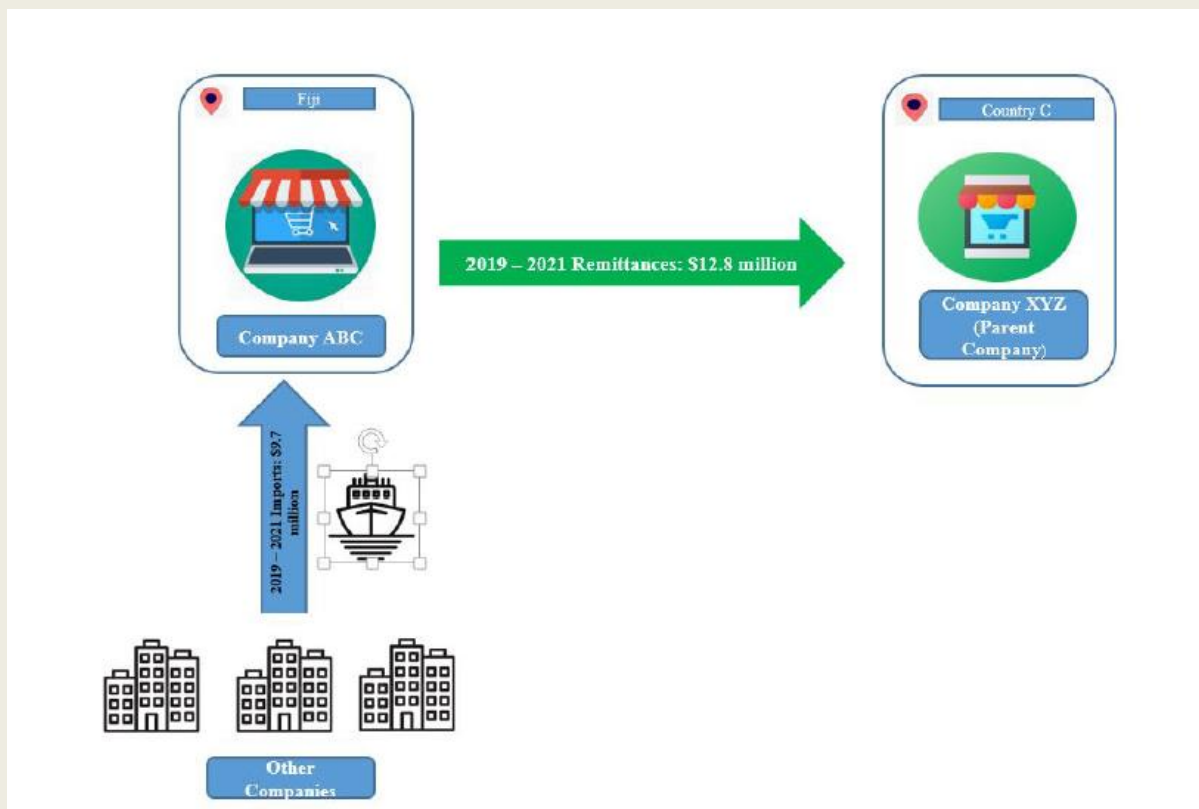 Fiji
Country C
2019 – 2021 Remittances: $12.8 million
Company ABC
Company XYZ
(Parent
Company)
2019 – 2021 Imports: $9.7
million
Other
Companies